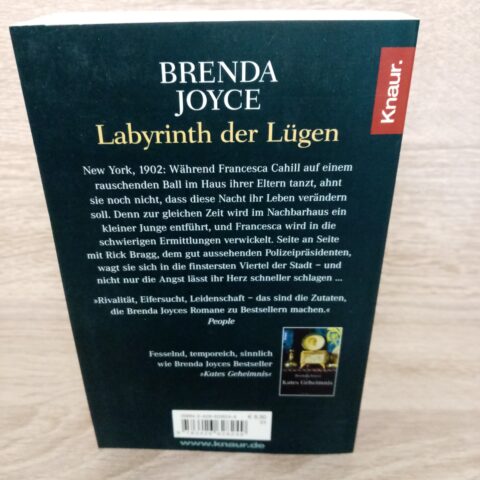 BRENDA
JOYCE
Labyrinth der Lügen
Knaur.
New York, 1902: Während Francesca Cahill auf einem
rauschenden Ball im Haus ihrer Eltern tanzt, ahnt
sie noch nicht, dass diese Nacht ihr Leben verändern
soll. Denn zur gleichen Zeit wird im Nachbarhaus ein
kleiner Junge entführt, und Francesca wird in die
schwierigen Ermittlungen verwickelt. Seite an Seite
mit Rick Bragg, dem gut aussehenden Polizeipräsidenten,
wagt sie sich in die finstersten Viertel der Stadt – und
nicht nur die Angst lässt ihr Herz schneller schlagen ...
»Rivalität, Eifersucht, Leidenschaft – das sind die Zutaten,
die Brenda Joyces Romane zu Bestsellern machen.«
People
Fesselnd, temporeich, sinnlich
wie Brenda Joyces Bestseller
»Kates Geheimnis«
Kates Geheimnis
www.knaur.de